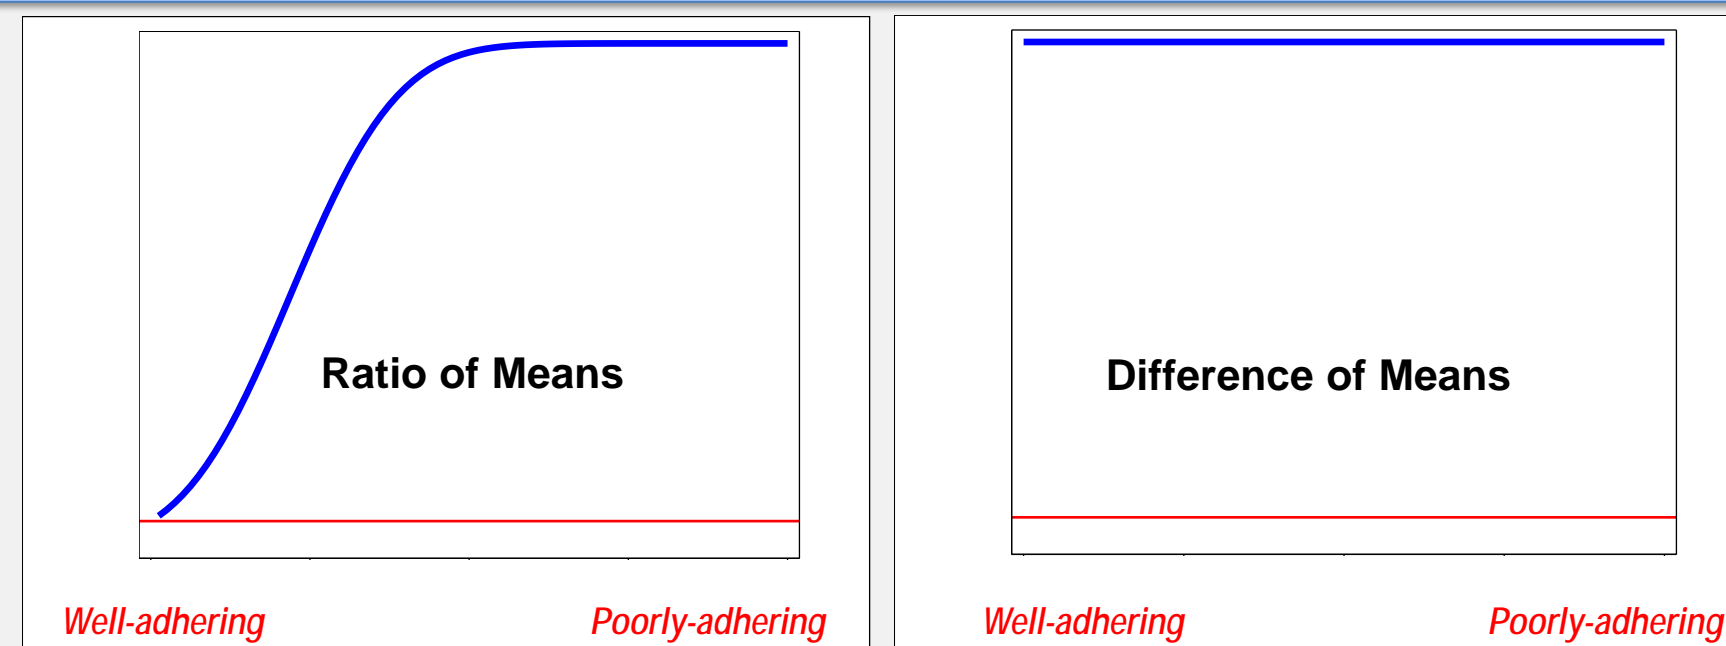 Ratio of Means
Well-adhering Poorly-adhering
Difference of Means
Well-adhering Poorly-adhering